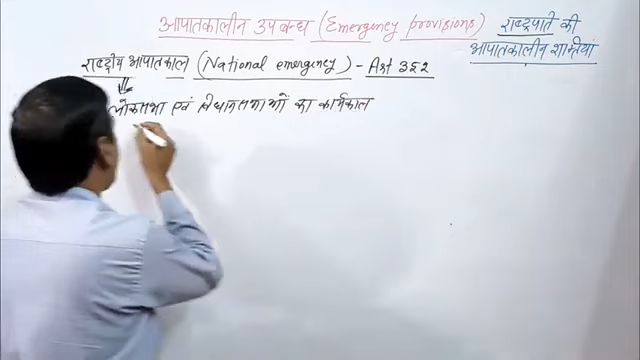 आपातकालीन उपबन्ध (Emergency provisions)
राष्ट्रपति की
आपातकालीन शक्तियां
राष्ट्रीय आपातकाल (National emergency) - Art 352
लोकसभा एवं विधानसभाओं का कार्यकाल